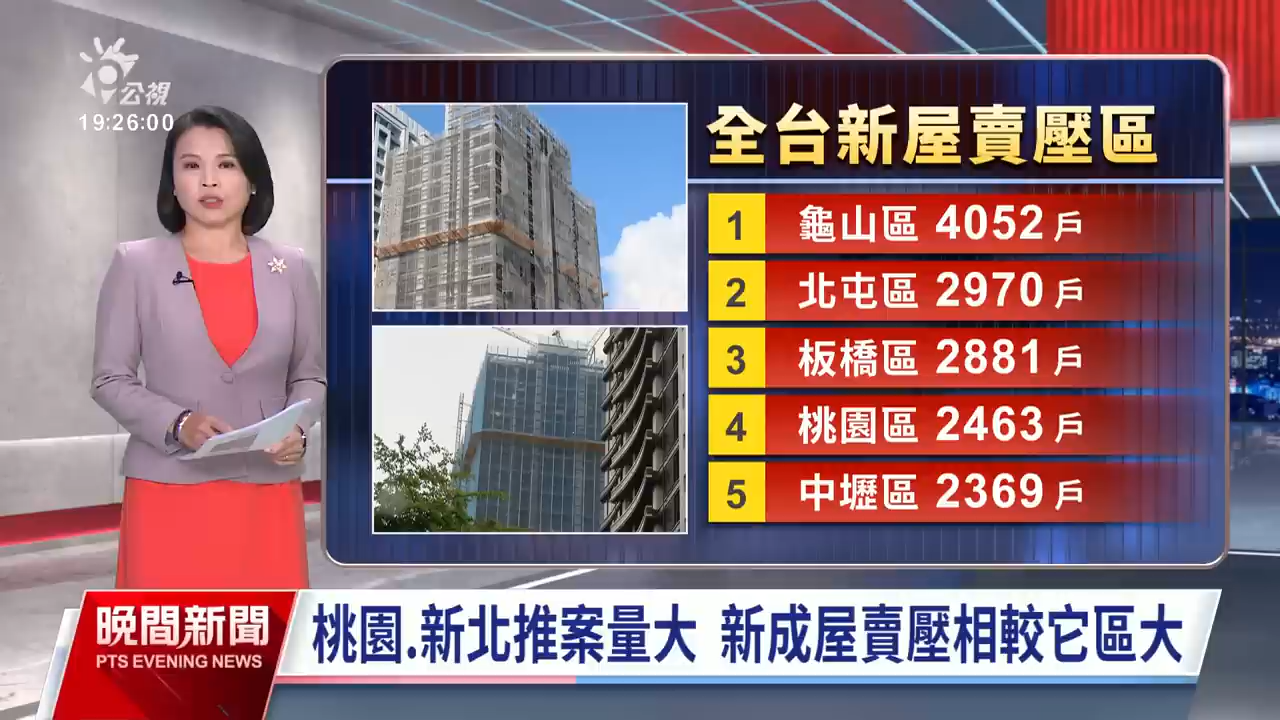 公視
19:26:00
全台新屋賣壓區
1 龜山區 4052 戶
2 北屯區 2970 戶
3 板橋區 2881 戶
4 桃園區 2463 戶
5 中壢區 2369 戶
晚間新聞
PTS EVENING NEWS
桃園.新北推案量大 新成屋賣壓相較它區大